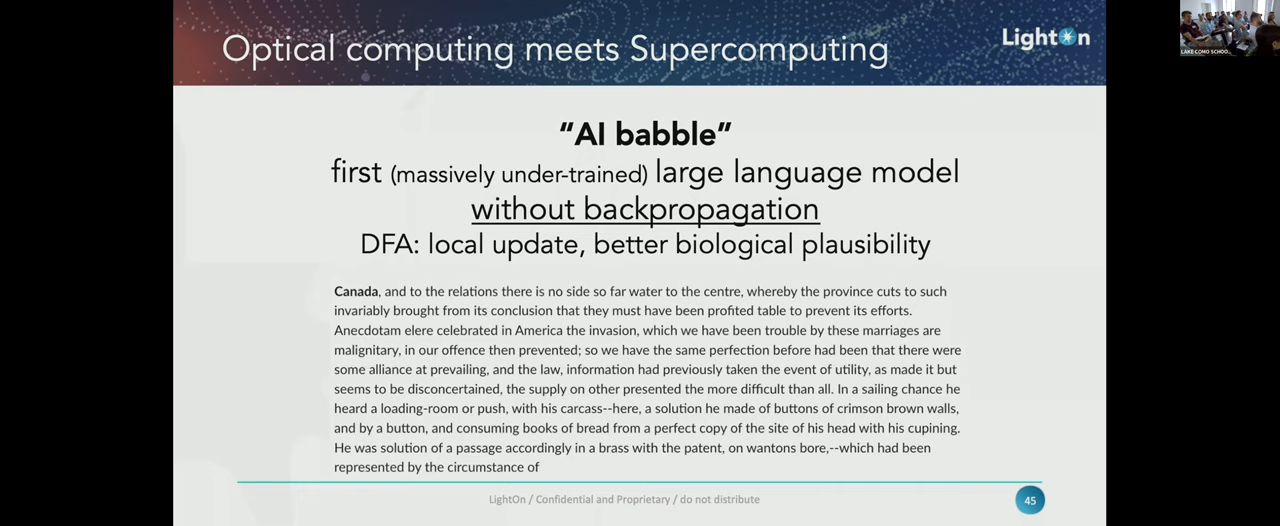 Optical computing meets Supercomputing
LightOn
LAKE COMO SCHOO...
“AI babble”
first (massively under-trained) large language model
without backpropagation
DFA: local update, better biological plausibility
Canada, and to the relations there is no side so far water to the centre, whereby the province cuts to such
invariably brought from its conclusion that they must have been profited table to prevent its efforts.
Anecdotam elere celebrated in America the invasion, which we have been trouble by these marriages are
malignitary, in our offence then prevented; so we have the same perfection before had been that there were
some alliance at prevailing, and the law, information had previously taken the event of utility, as made it but
seems to be disconcertained, the supply on other presented the more difficult than all. In a sailing chance he
heard a loading-room or push, with his carcass--here, a solution he made of buttons of crimson brown walls,
and by a button, and consuming books of bread from a perfect copy of the site of his head with his cupining.
He was solution of a passage accordingly in a brass with the patent, on wantons bore,--which had been
represented by the circumstance of
LightOn / Confidential and Proprietary / do not distribute
45